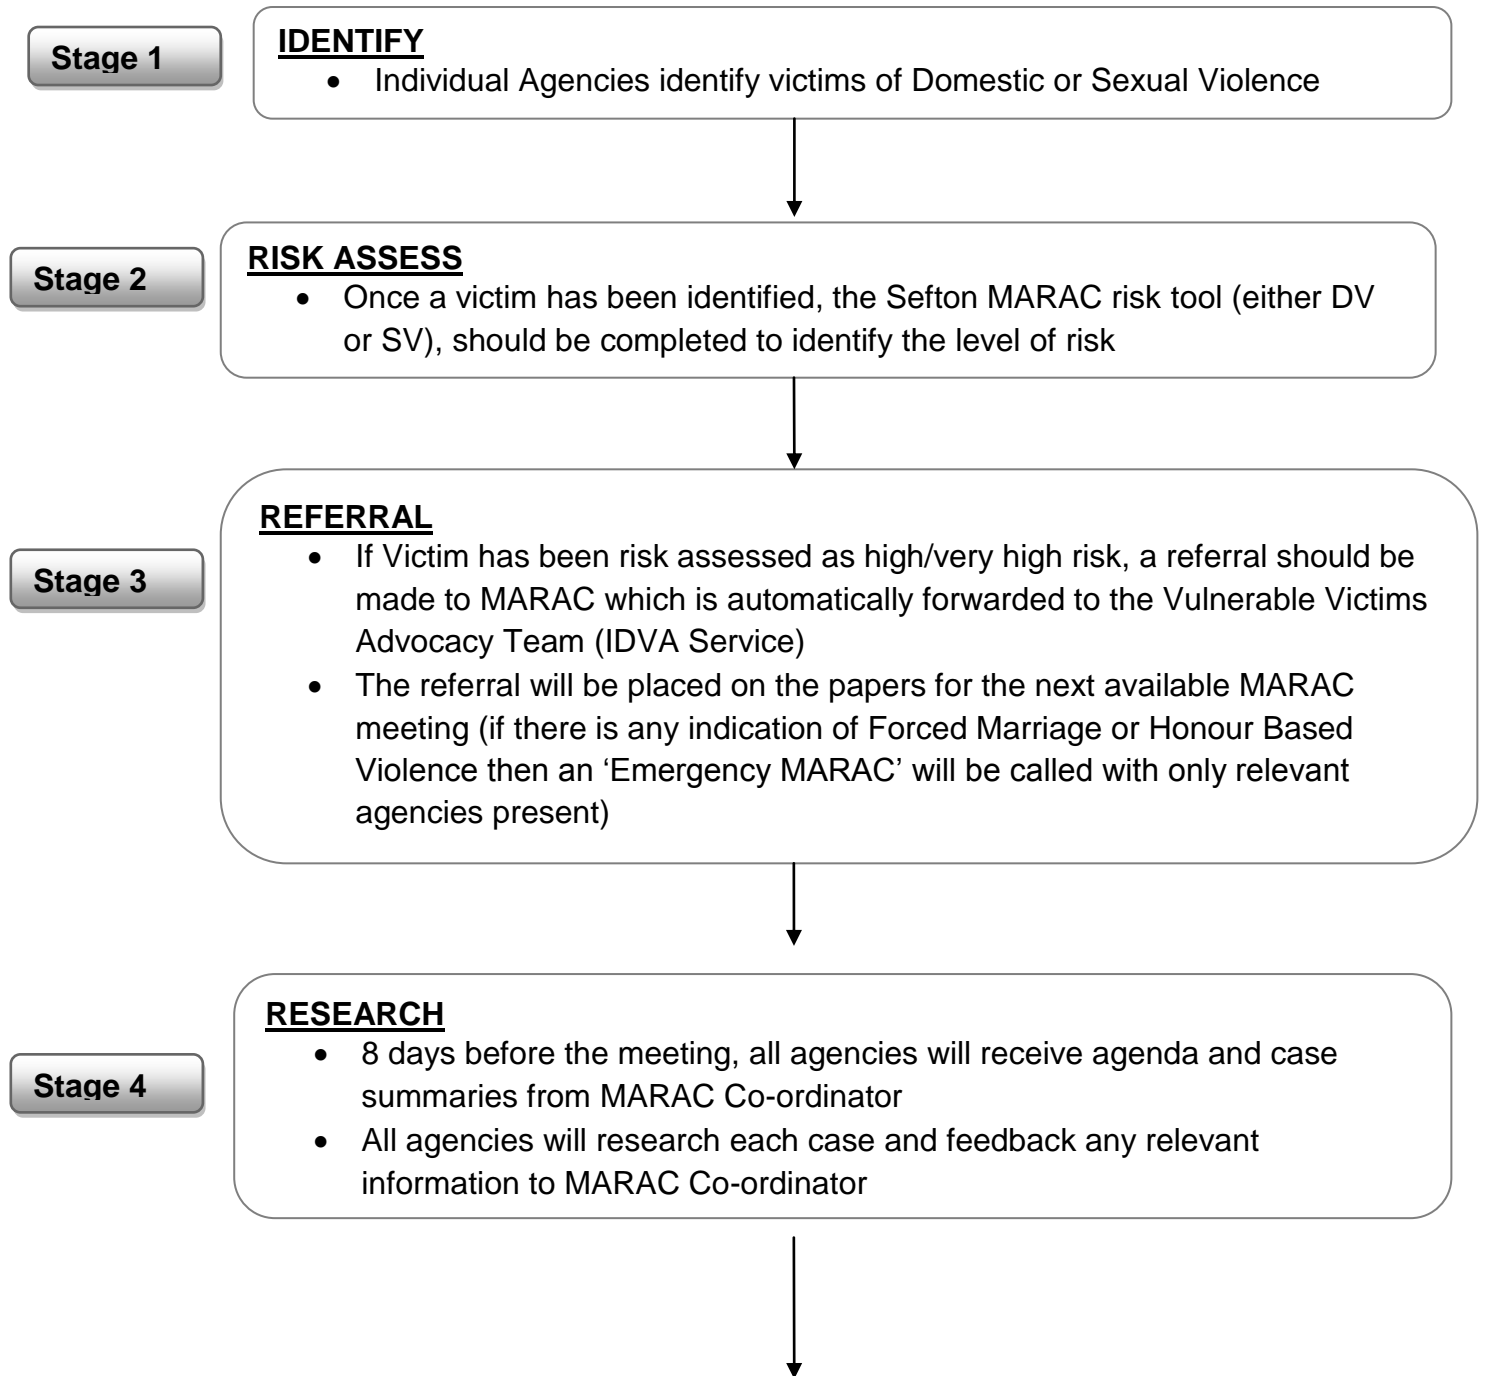 Stage 1
IDENTIFY
• Individual Agencies identify victims of Domestic or Sexual Violence
Stage 2
RISK ASSESS
• Once a victim has been identified, the Sefton MARAC risk tool (either DV
or SV), should be completed to identify the level of risk
Stage 3
REFERRAL
• If Victim has been risk assessed as high/very high risk, a referral should be
made to MARAC which is automatically forwarded to the Vulnerable Victims
Advocacy Team (IDVA Service)
• The referral will be placed on the papers for the next available MARAC
meeting (if there is any indication of Forced Marriage or Honour Based
Violence then an ‘Emergency MARAC’ will be called with only relevant
agencies present)
Stage 4
RESEARCH
• 8 days before the meeting, all agencies will receive agenda and case
summaries from MARAC Co-ordinator
• All agencies will research each case and feedback any relevant
information to MARAC Co-ordinator